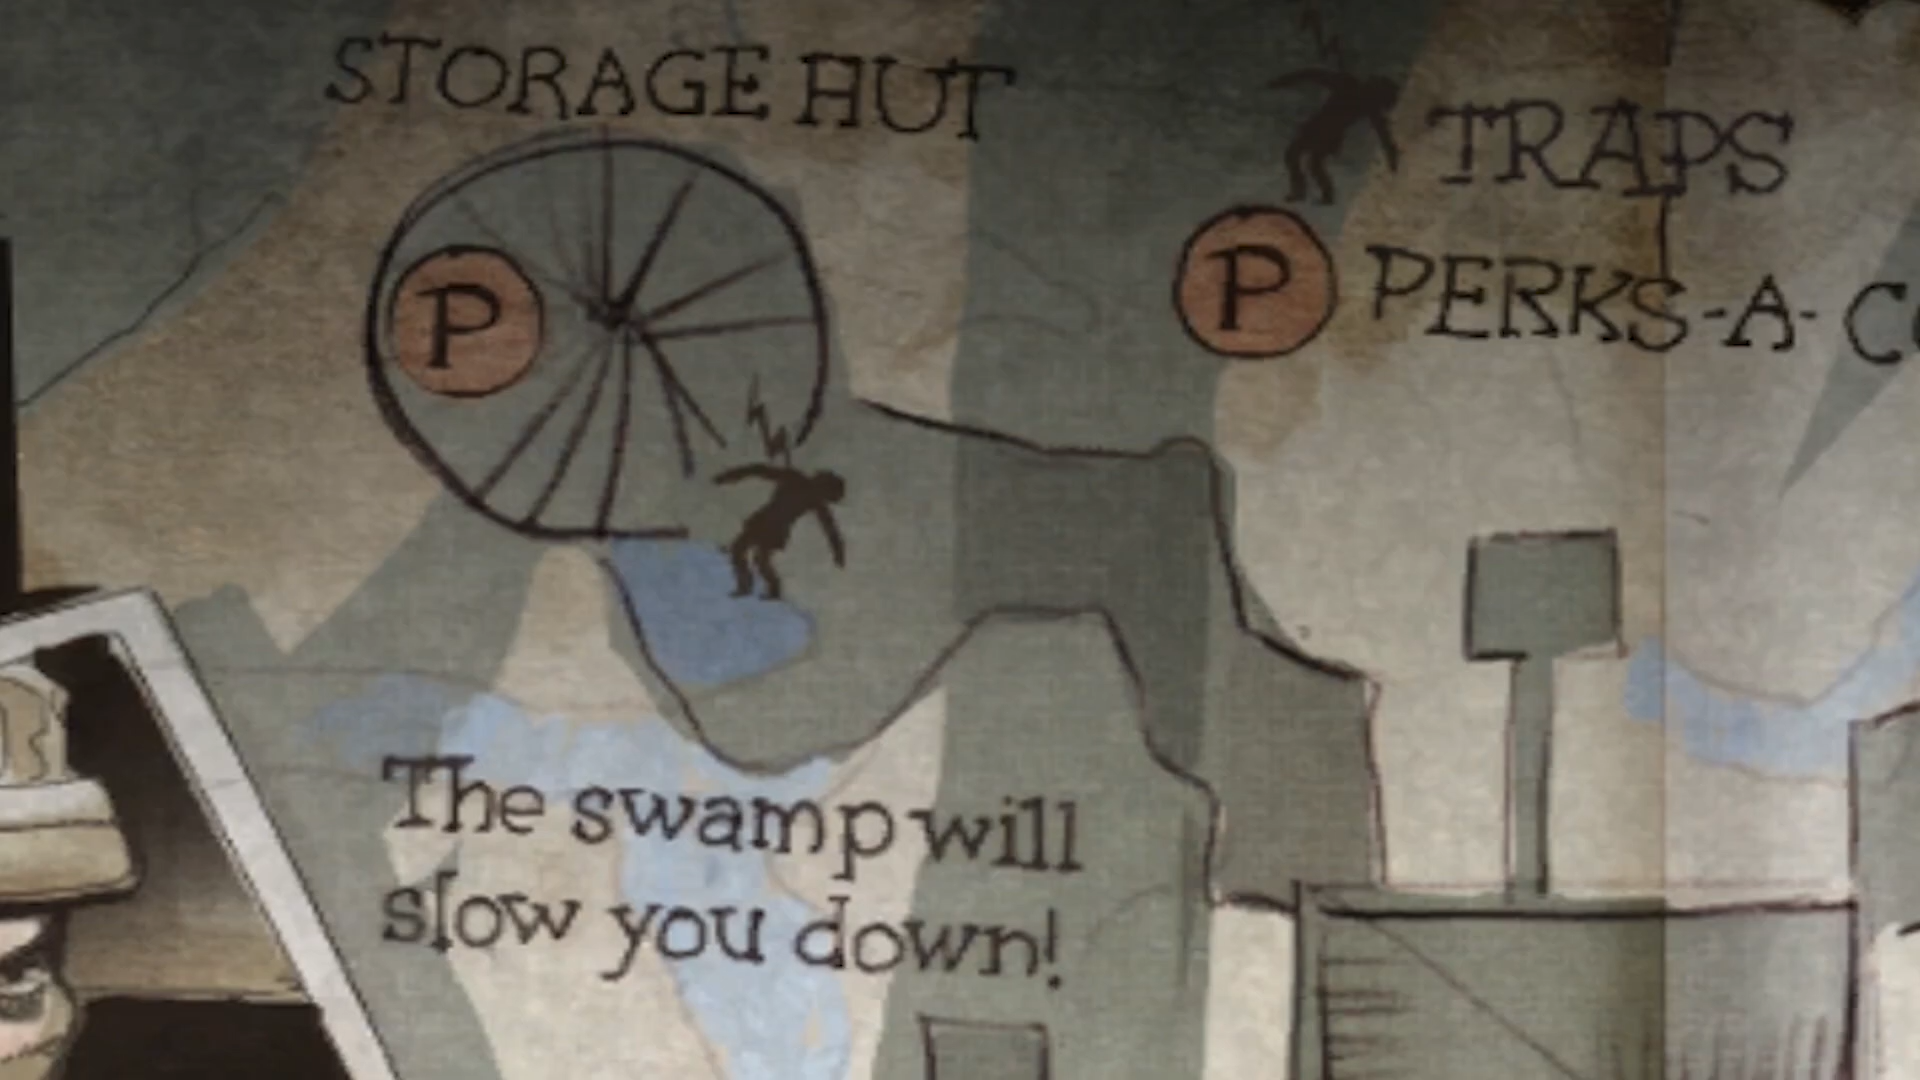 STORAGE HUT
TRAPS
P
P PERKS-A-
The swamp will
slow you down!